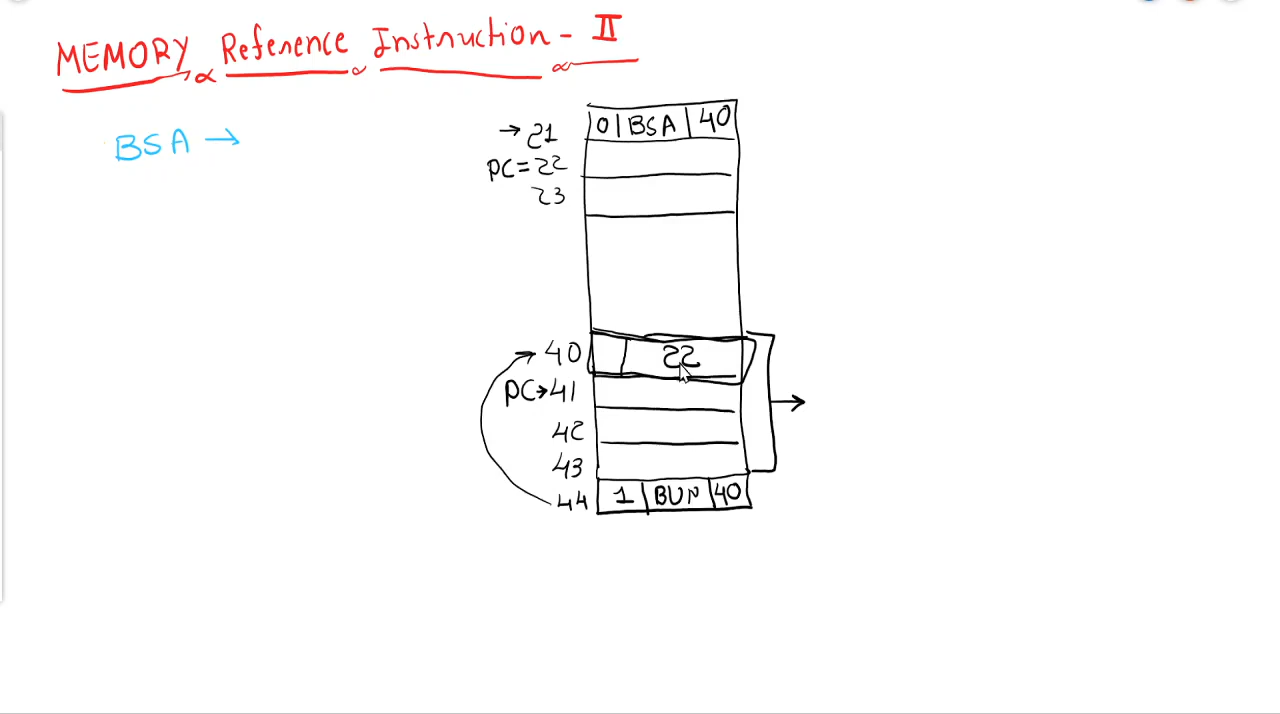 MEMORY Reference Instruction - II
BSA →
→ 21 0 BSA 40
PC = 22
23
40 22
PC→41
42
43
44 1 BUN 40